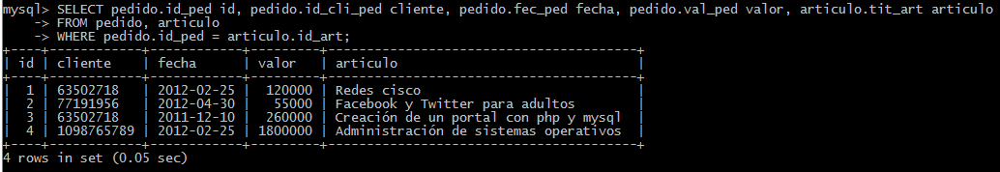 mysql> SELECT pedido.id_ped id, pedido.id_cli_ped cliente, pedido.fec_ped fecha, pedido.val_ped valor, articulo.tit_art articulo
    -> FROM pedido, articulo
    -> WHERE pedido.id_ped = articulo.id_art;
+----+------------+------------+---------+----------------------------------------+
| id | cliente    | fecha      | valor   | articulo                               |
+----+------------+------------+---------+----------------------------------------+
|  1 | 63502718   | 2012-02-25 |  120000 | Redes cisco                            |
|  2 | 77191956   | 2012-04-30 |   55000 | Facebook y Twitter para adultos        |
|  3 | 63502718   | 2011-12-10 |  260000 | Creación de un portal con php y mysql  |
|  4 | 1098765789 | 2012-02-25 | 1800000 | Administración de sistemas operativos  |
+----+------------+------------+---------+----------------------------------------+
4 rows in set (0.05 sec)